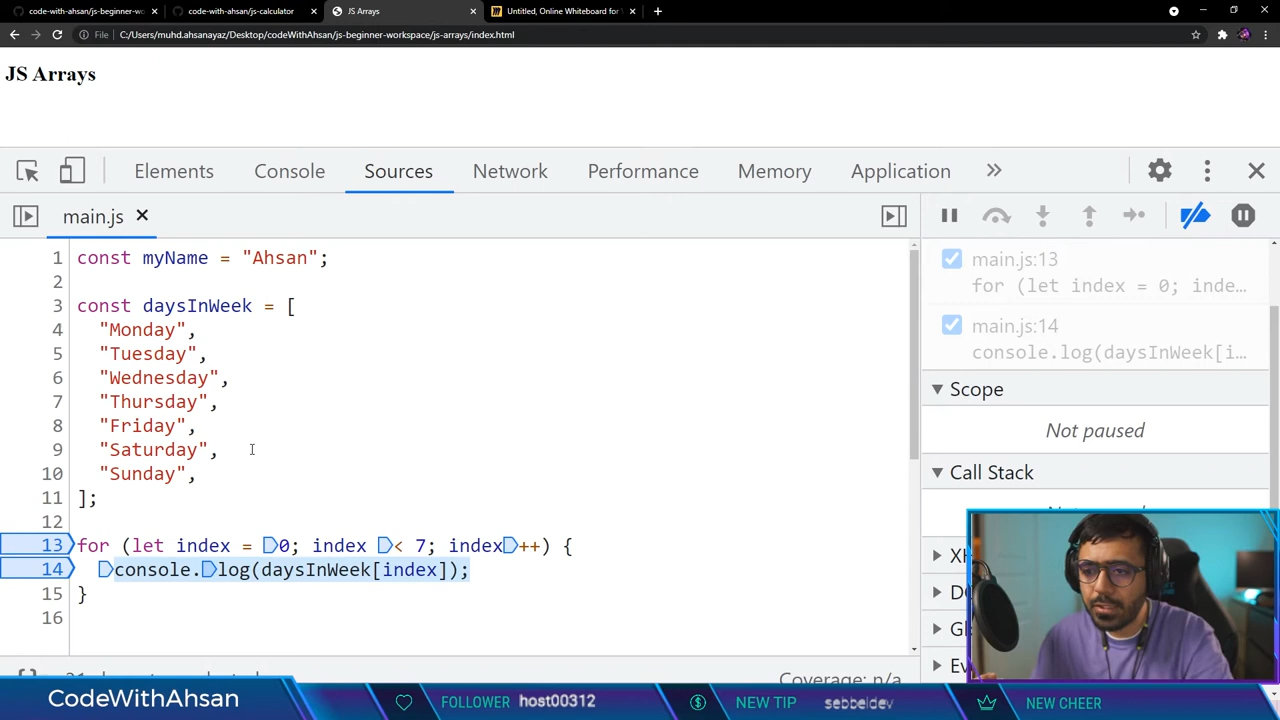 code-with-ahsan/js-beginner-wo
code-with-ahsan/js-calculator
JS Arrays
Untitled, Online Whiteboard for
File
C:/Users/muhd.ahsanayaz/Desktop/codeWithAhsan/js-beginner-workspace/js-arrays/index.html
JS Arrays
Elements
Console
Sources
Network
Performance
Memory
Application
main.js
1 const myName = "Ahsan";
2
3 const daysInWeek = [
4 "Monday",
5 "Tuesday",
6 "Wednesday",
7 "Thursday",
8 "Friday",
9 "Saturday",
10 "Sunday",
11 ];
12
13 for (let index = 0; index < 7; index++) {
14 console.log(daysInWeek[index]);
15 }
16
main.js:13
for (let index = 0; inde…
main.js:14
console.log(daysInWeek[i…
Scope
Not paused
Call Stack
XH
Gl
Ev
Coverage: n/a
CodeWithAhsan
FOLLOWER host00312
NEW TIP sebbeldev
NEW CHEER